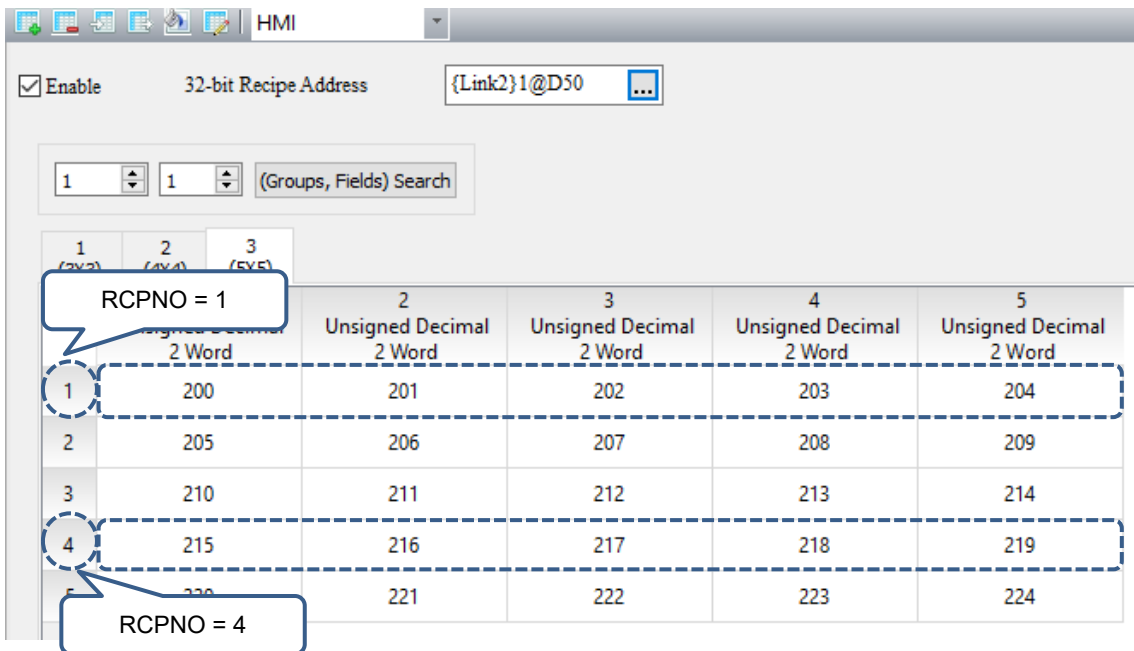 HMI
Enable 32-bit Recipe Address {Link2}1@D50 ...
1 1 (Groups, Fields) Search
1 2 3
RCPNO = 1
2 3 4 5
Unsigned Decimal Unsigned Decimal Unsigned Decimal Unsigned Decimal
2 Word 2 Word 2 Word 2 Word 2 Word
1 200 201 202 203 204
2 205 206 207 208 209
3 210 211 212 213 214
4 215 216 217 218 219
221 222 223 224
RCPNO = 4